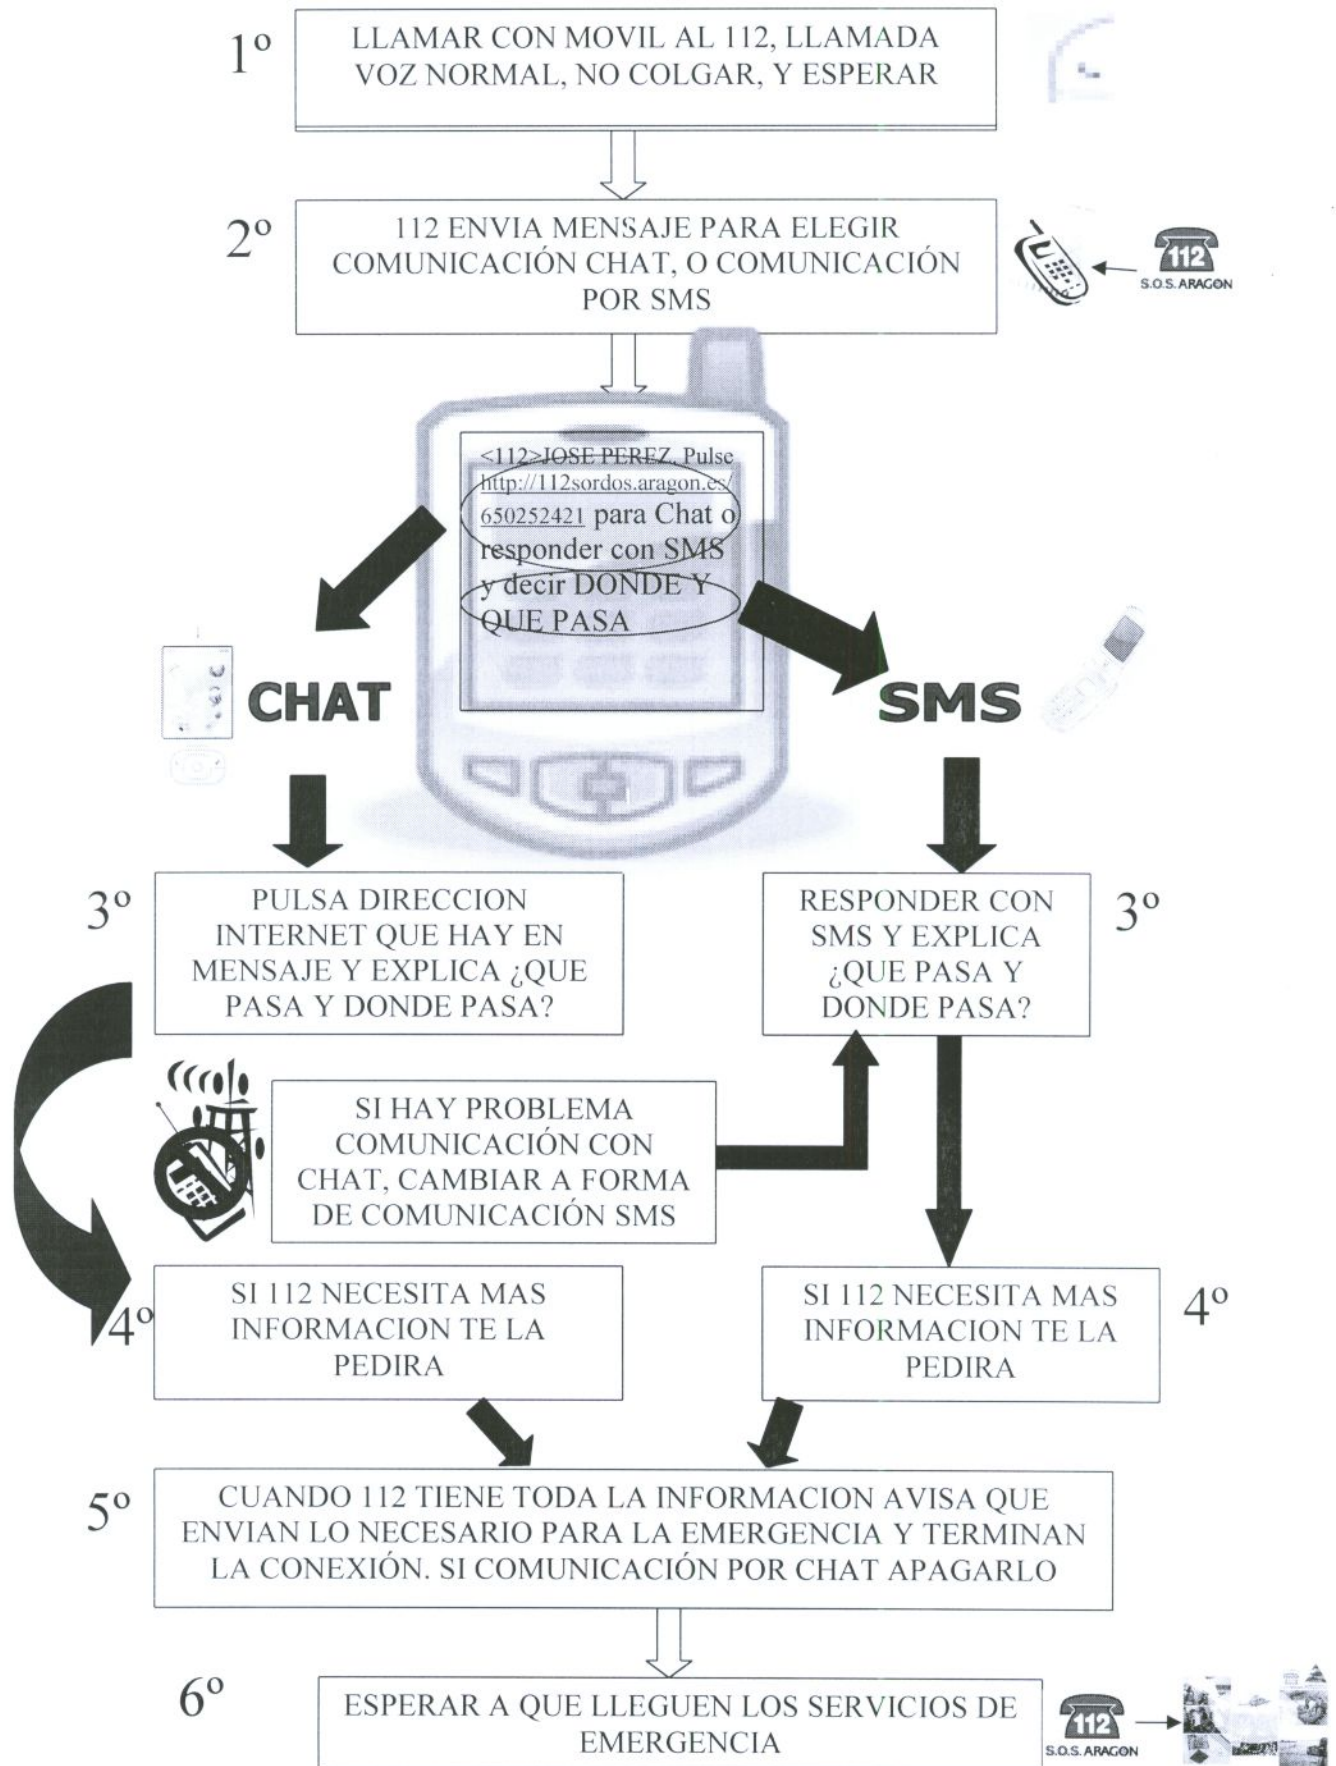 1º
LLAMAR CON MOVIL AL 112, LLAMADA
VOZ NORMAL, NO COLGAR, Y ESPERAR
2º
112 ENVIA MENSAJE PARA ELEGIR
COMUNICACIÓN CHAT, O COMUNICACIÓN
POR SMS
112
S.O.S. ARAGON
<112>JOSE PEREZ, Pulse
http://112sordos.aragon.es/
650252421 para Chat o
responder con SMS
y decir DONDE Y
QUE PASA
CHAT
SMS
3º
PULSA DIRECCION
INTERNET QUE HAY EN
MENSAJE Y EXPLICA ¿QUE
PASA Y DONDE PASA?
RESPONDER CON
SMS Y EXPLICA
¿QUE PASA Y
DONDE PASA?
3º
SI HAY PROBLEMA
COMUNICACIÓN CON
CHAT, CAMBIAR A FORMA
DE COMUNICACIÓN SMS
4º
SI 112 NECESITA MAS
INFORMACION TE LA
PEDIRA
SI 112 NECESITA MAS
INFORMACION TE LA
PEDIRA
4º
5º
CUANDO 112 TIENE TODA LA INFORMACION AVISA QUE
ENVIAN LO NECESARIO PARA LA EMERGENCIA Y TERMINAN
LA CONEXIÓN. SI COMUNICACIÓN POR CHAT APAGARLO
6º
ESPERAR A QUE LLEGUEN LOS SERVICIOS DE
EMERGENCIA
112
S.O.S. ARAGON